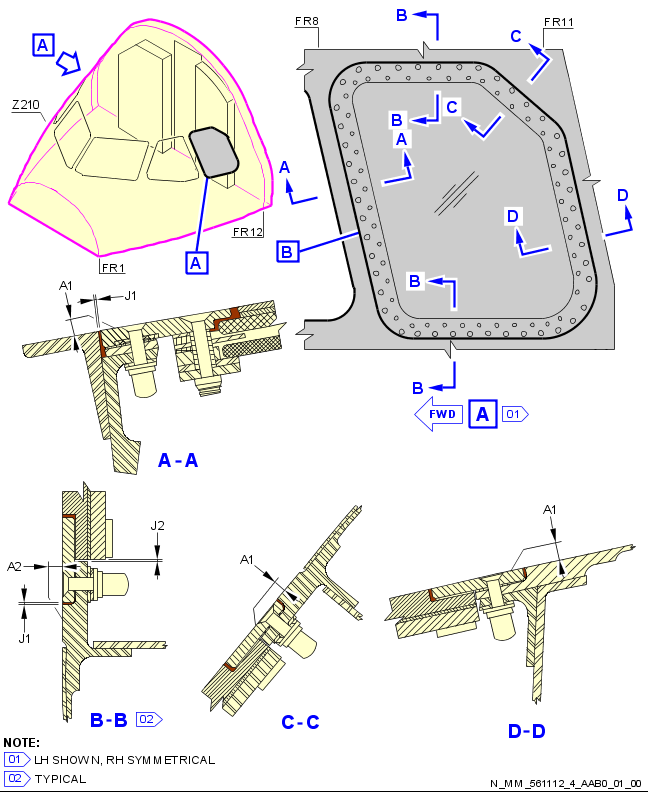 A
Z210
FR1
FR12
A
FR8
FR11
B
C
B
C
A
A
D
D
B
B
B
FWD A 01
A1
J1
A-A
J2
A2
J1
B-B 02
A1
C-C
A1
D-D
NOTE:
01 LH SHOWN, RH SYMMETRICAL
02 TYPICAL
N_MM_561112_4_AAB0_01_00